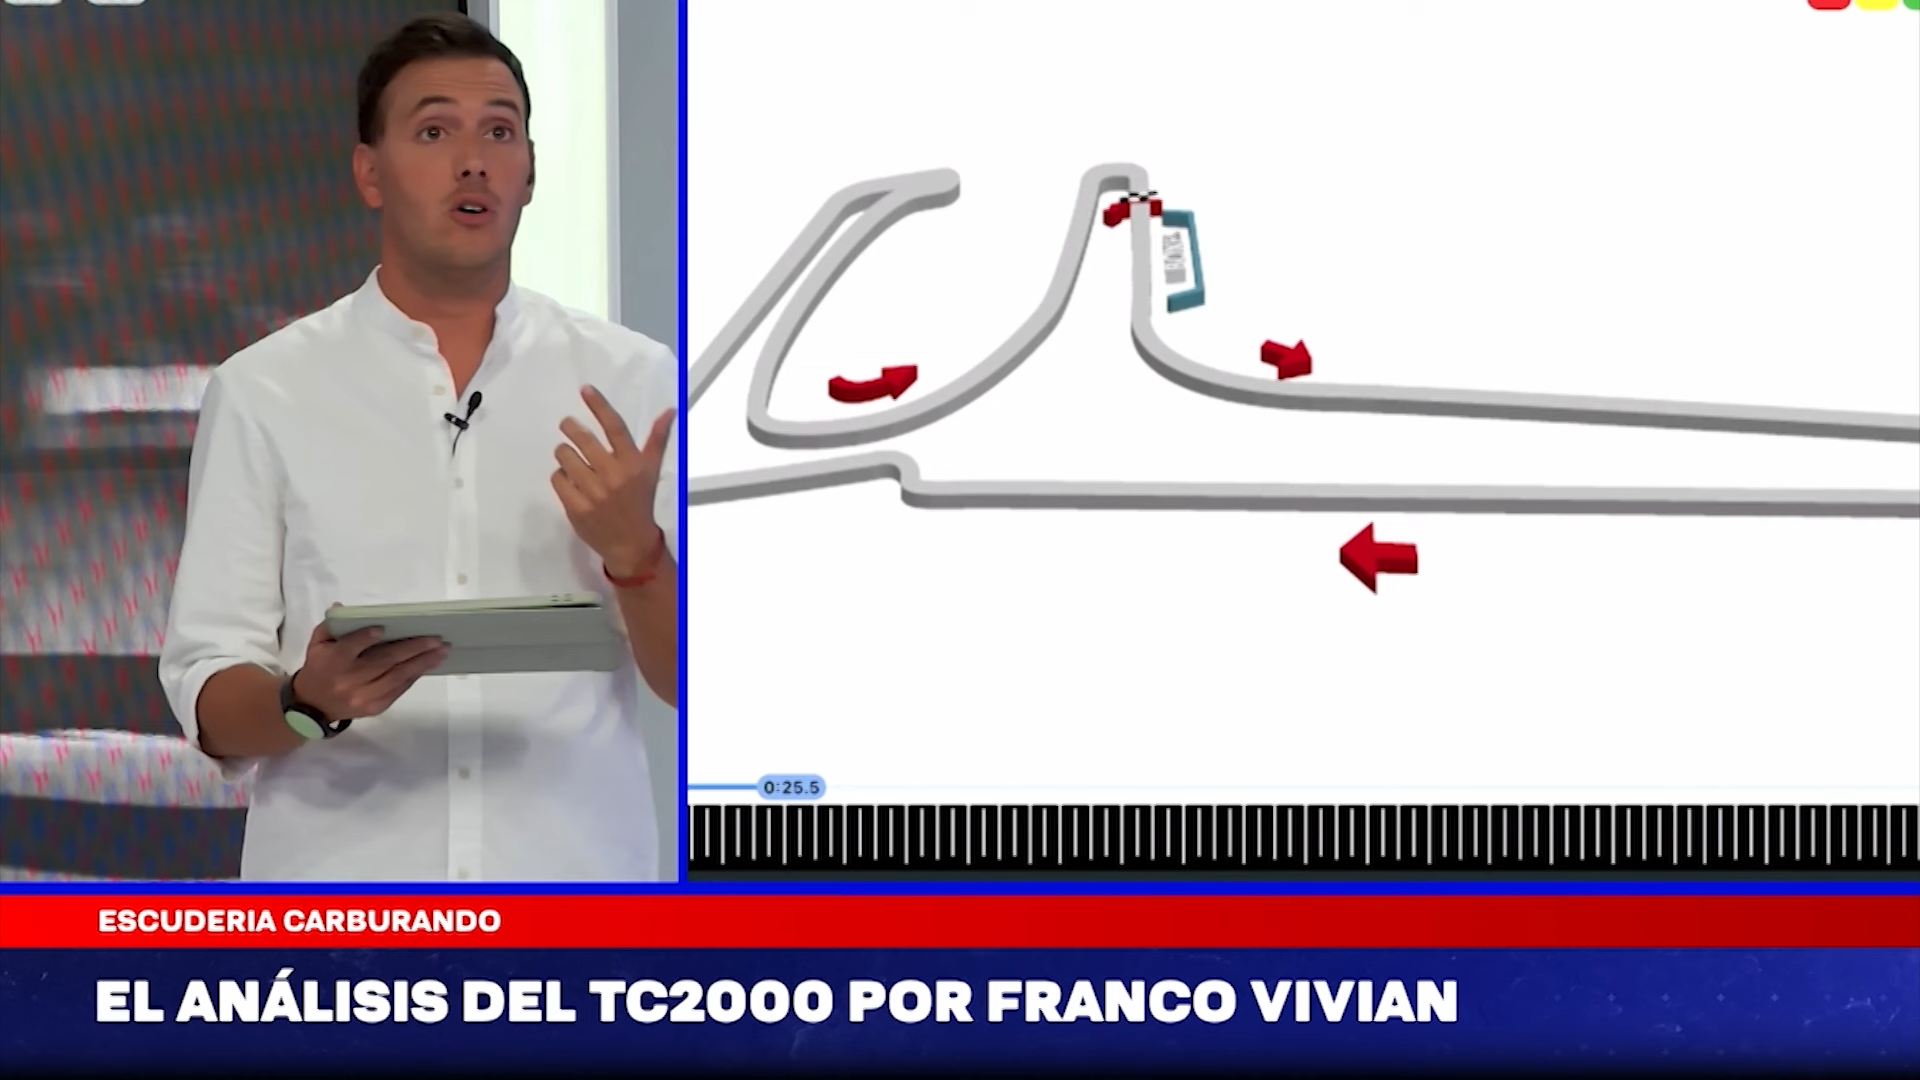 0:25.5
ESCUDERIA CARBURANDO
EL ANÁLISIS DEL TC2000 POR FRANCO VIVIAN